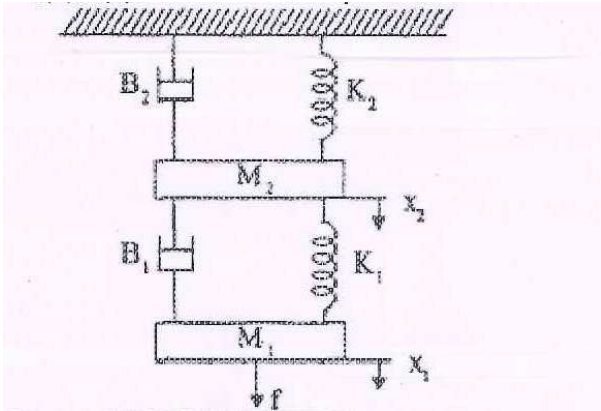 B₂ K₂
M₂
x₂
B₁ K₁
M₁
x₁
f